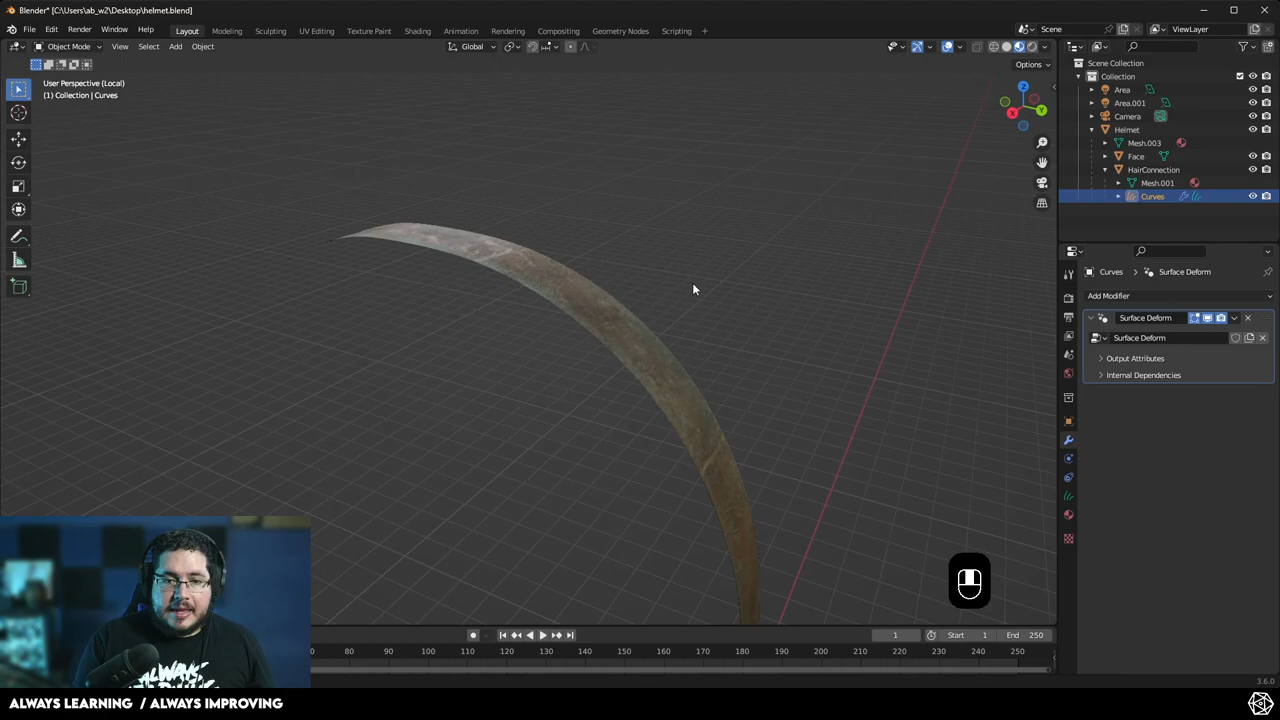 Blender* [C:\Users\ab_w2\Desktop\helmet.blend]
File Edit Render Window Help Layout Modeling Sculpting UV Editing Texture Paint Shading Animation Rendering Compositing Geometry Nodes Scripting + Scene ViewLayer
Object Mode View Select Add Object Global
Options
User Perspective (Local)
(1) Collection | Curves
Z
Y
X
Scene Collection
Collection
Area
Area.001
Camera
Helmet
Mesh.003
Face
HairConnection
Mesh.001
Curves
Curves > Surface Deform
Add Modifier
Surface Deform
Surface Deform
Output Attributes
Internal Dependencies
1 Start 1 End 250
80 90 100 110 120 130 140 150 160 170 180 190 200 210 220 230 240 250
3.6.0
ALWAYS LEARNING / ALWAYS IMPROVING